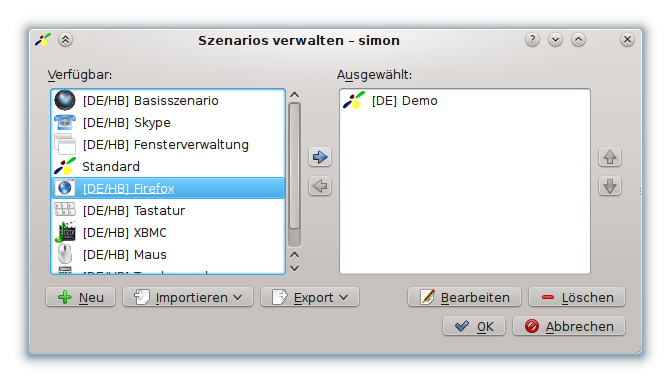 Szenarios verwalten – simon
Verfügbar:
[DE/HB] Basisszenario
[DE/HB] Skype
[DE/HB] Fensterverwaltung
Standard
[DE/HB] Firefox
[DE/HB] Tastatur
[DE/HB] XBMC
[DE/HB] Maus
Ausgewählt:
[DE] Demo
Neu
Importieren
Export
Bearbeiten
Löschen
OK
Abbrechen